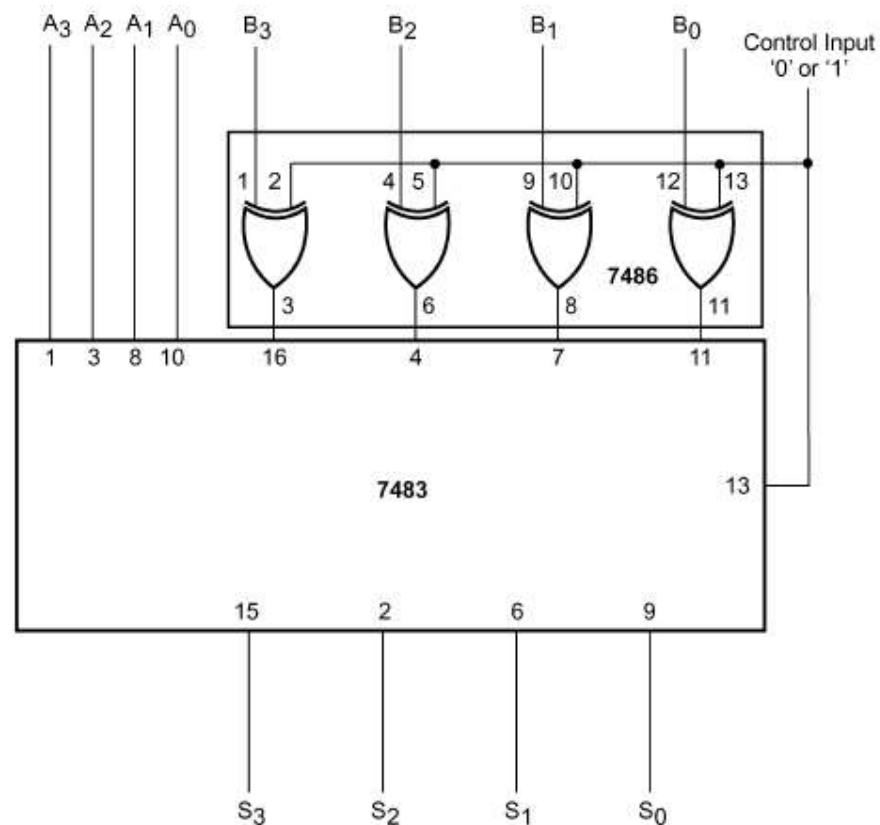 A3 A2 A1 A0 B3 B2 B1 B0
Control Input
'0' or '1'
1 2 4 5 9 10 12 13
7486
3 6 8 11
1 3 8 10 16 4 7 11
7483
13
15 2 6 9
S3 S2 S1 S0